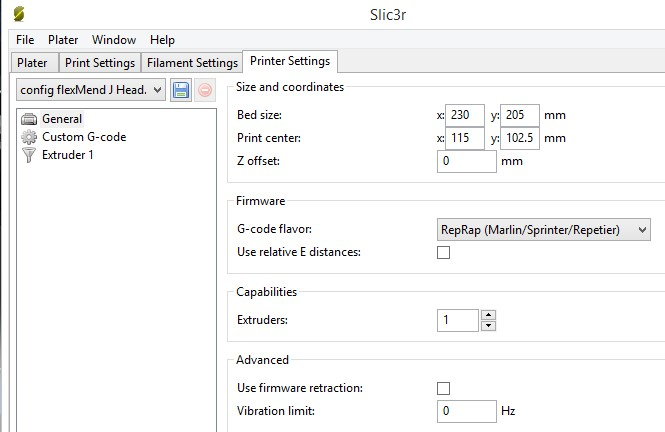 Slic3r
File Plater Window Help
Plater Print Settings Filament Settings Printer Settings
config flexMend J Head.
General
Custom G-code
Extruder 1
Size and coordinates
Bed size: x: 230 y: 205 mm
Print center: x: 115 y: 102.5 mm
Z offset: 0 mm
Firmware
G-code flavor: RepRap (Marlin/Sprinter/Repetier)
Use relative E distances:
Capabilities
Extruders: 1
Advanced
Use firmware retraction:
Vibration limit: 0 Hz